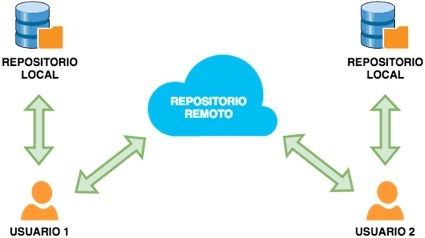 REPOSITORIO
LOCAL
REPOSITORIO
LOCAL
REPOSITORIO
REMOTO
USUARIO 1
USUARIO 2